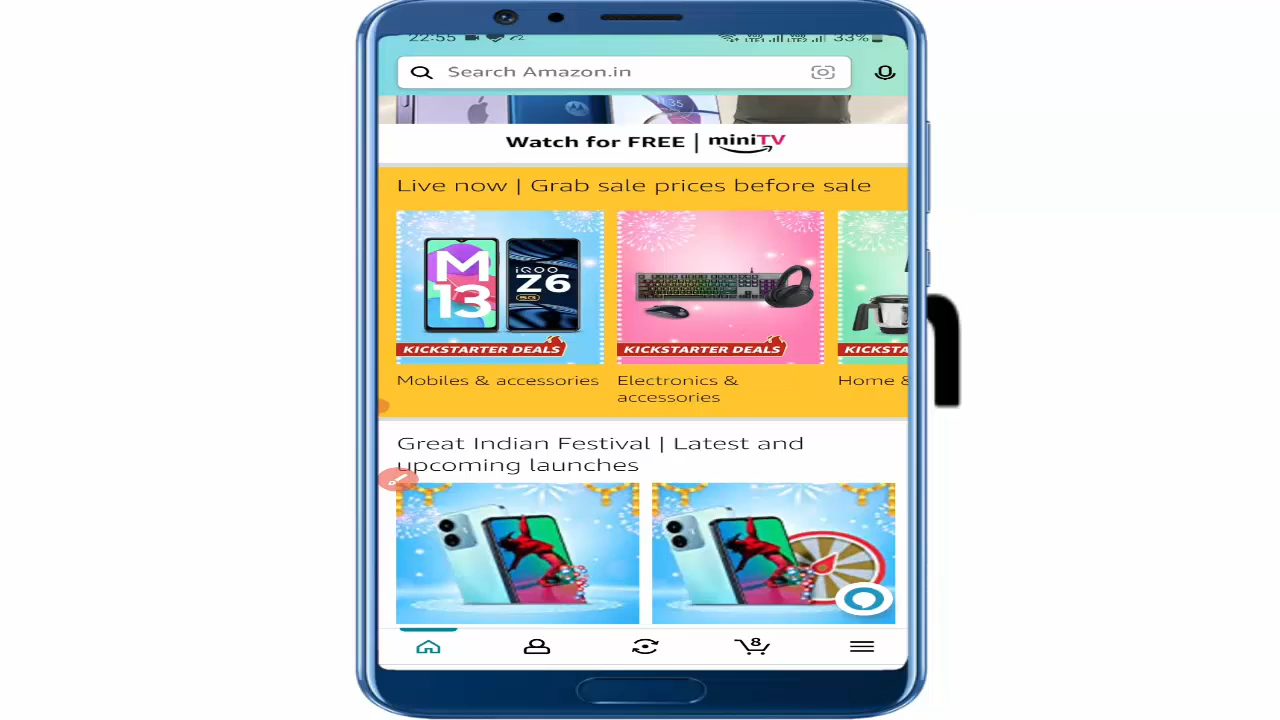 22:55 33%
Search Amazon.in
Watch for FREE | miniTV
Live now | Grab sale prices before sale
M
13
iQOO
Z6
KICKSTARTER DEALS
KICKSTARTER DEALS
KICKSTA
Mobiles & accessories
Electronics &
accessories
Home &
Great Indian Festival | Latest and
upcoming launches
8